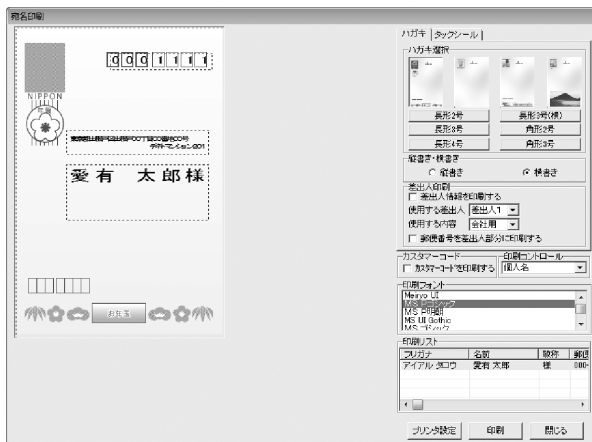 宛名印刷
0001111
NIPPON
愛有 太郎様
お年玉
ハガキ タックシール
ハガキ選択
長形2号 長形3号(横)
長形3号 角形2号
長形4号 角形3号
縦書き・横書き
縦書き 横書き
差出人印刷
差出人情報を印刷する
使用する差出人 差出人1
使用する内容 会社用
郵便番号を差出人部分に印刷する
カスタマーコード 印刷コントロール
カスタマーコードを印刷する 個人名
印刷フォント
Meiryo UI
MS Pゴシック
MS P明朝
MS UI Gothic
MS ゴシック
印刷リスト
フリガナ 名前 敬称 郵便
アイアル タロウ 愛有 太郎 様 000-
プリンタ設定 印刷 閉じる